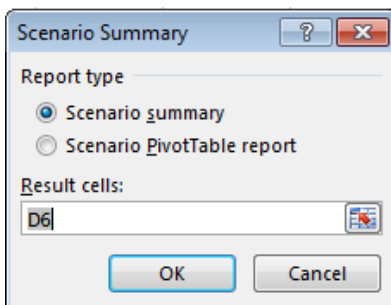 Scenario Summary
Report type
Scenario summary
Scenario PivotTable report
Result cells:
D6
OK Cancel